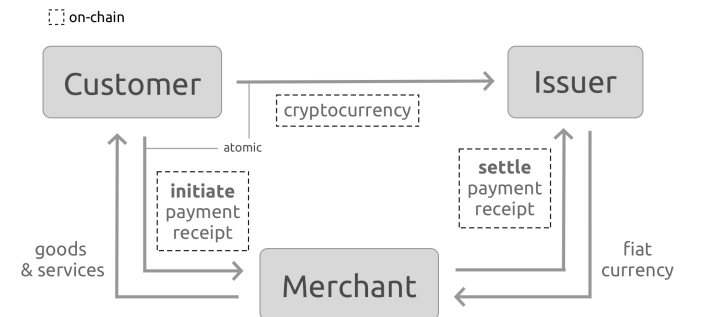 on-chain
Customer
Issuer
cryptocurrency
atomic
initiate
payment
receipt
settle
payment
receipt
goods
& services
fiat
currency
Merchant